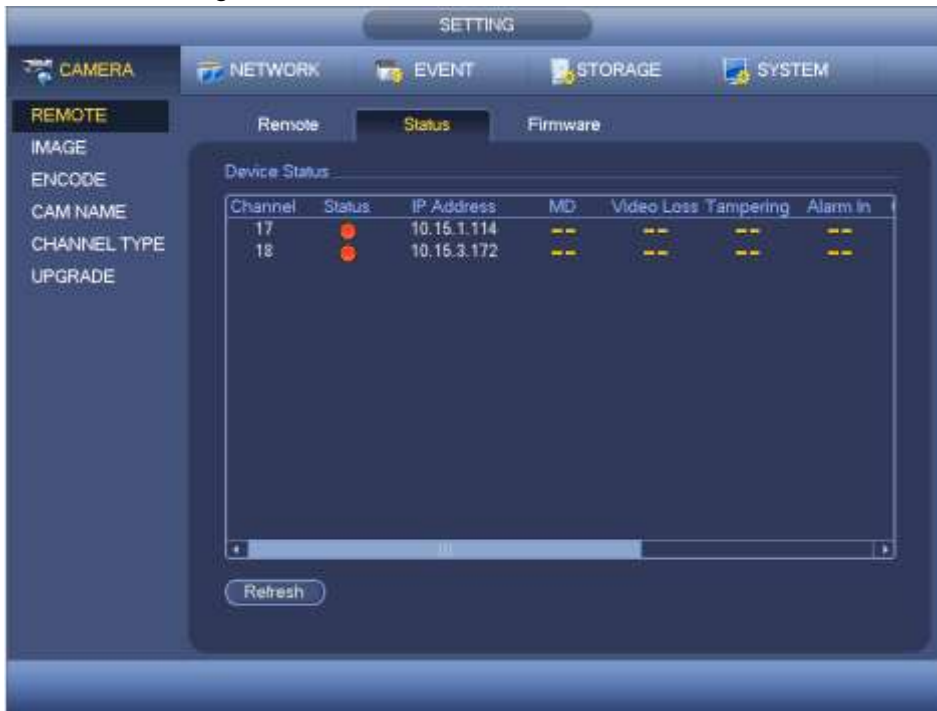 SETTING
CAMERA NETWORK EVENT STORAGE SYSTEM
REMOTE
IMAGE
ENCODE
CAM NAME
CHANNEL TYPE
UPGRADE
Remote Status Firmware
Device Status
Channel Status IP Address MD Video Loss Tampering Alarm In
17 10.15.1.114 -- -- -- --
18 10.15.3.172 -- -- -- --
Refresh